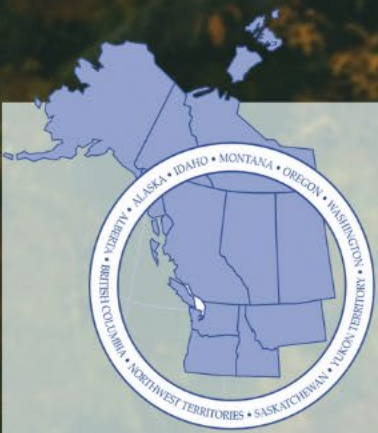 ALBERTA • ALASKA • IDAHO • MONTANA • OREGON • WASHINGTON •
BRITISH COLUMBIA • NORTHWEST TERRITORIES • SASKATCHEWAN • YUKON TERRITORY •